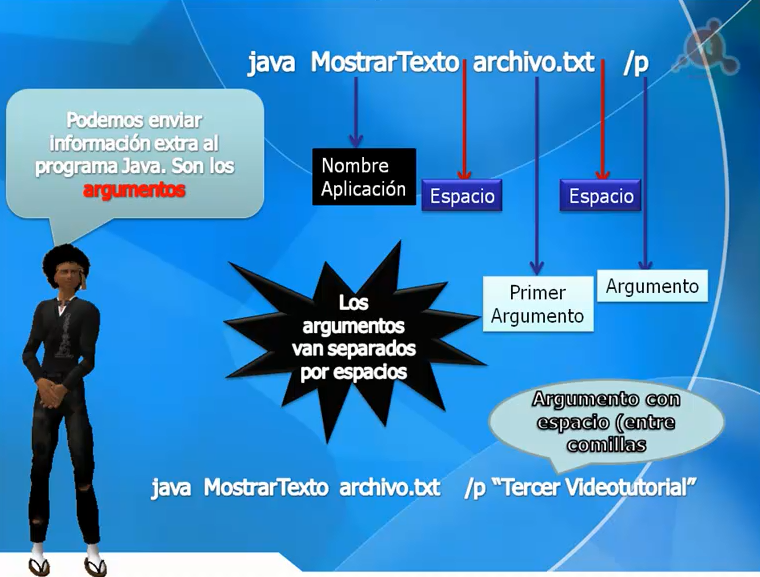 java MostrarTexto archivo.txt /p
Podemos enviar
información extra al
programa Java. Son los
argumentos
Nombre
Aplicación
Espacio
Espacio
Primer
Argumento
Argumento
Los
argumentos
van separados
por espacios
Argumento con
espacio (entre
comillas
java MostrarTexto archivo.txt /p “Tercer Videotutorial”